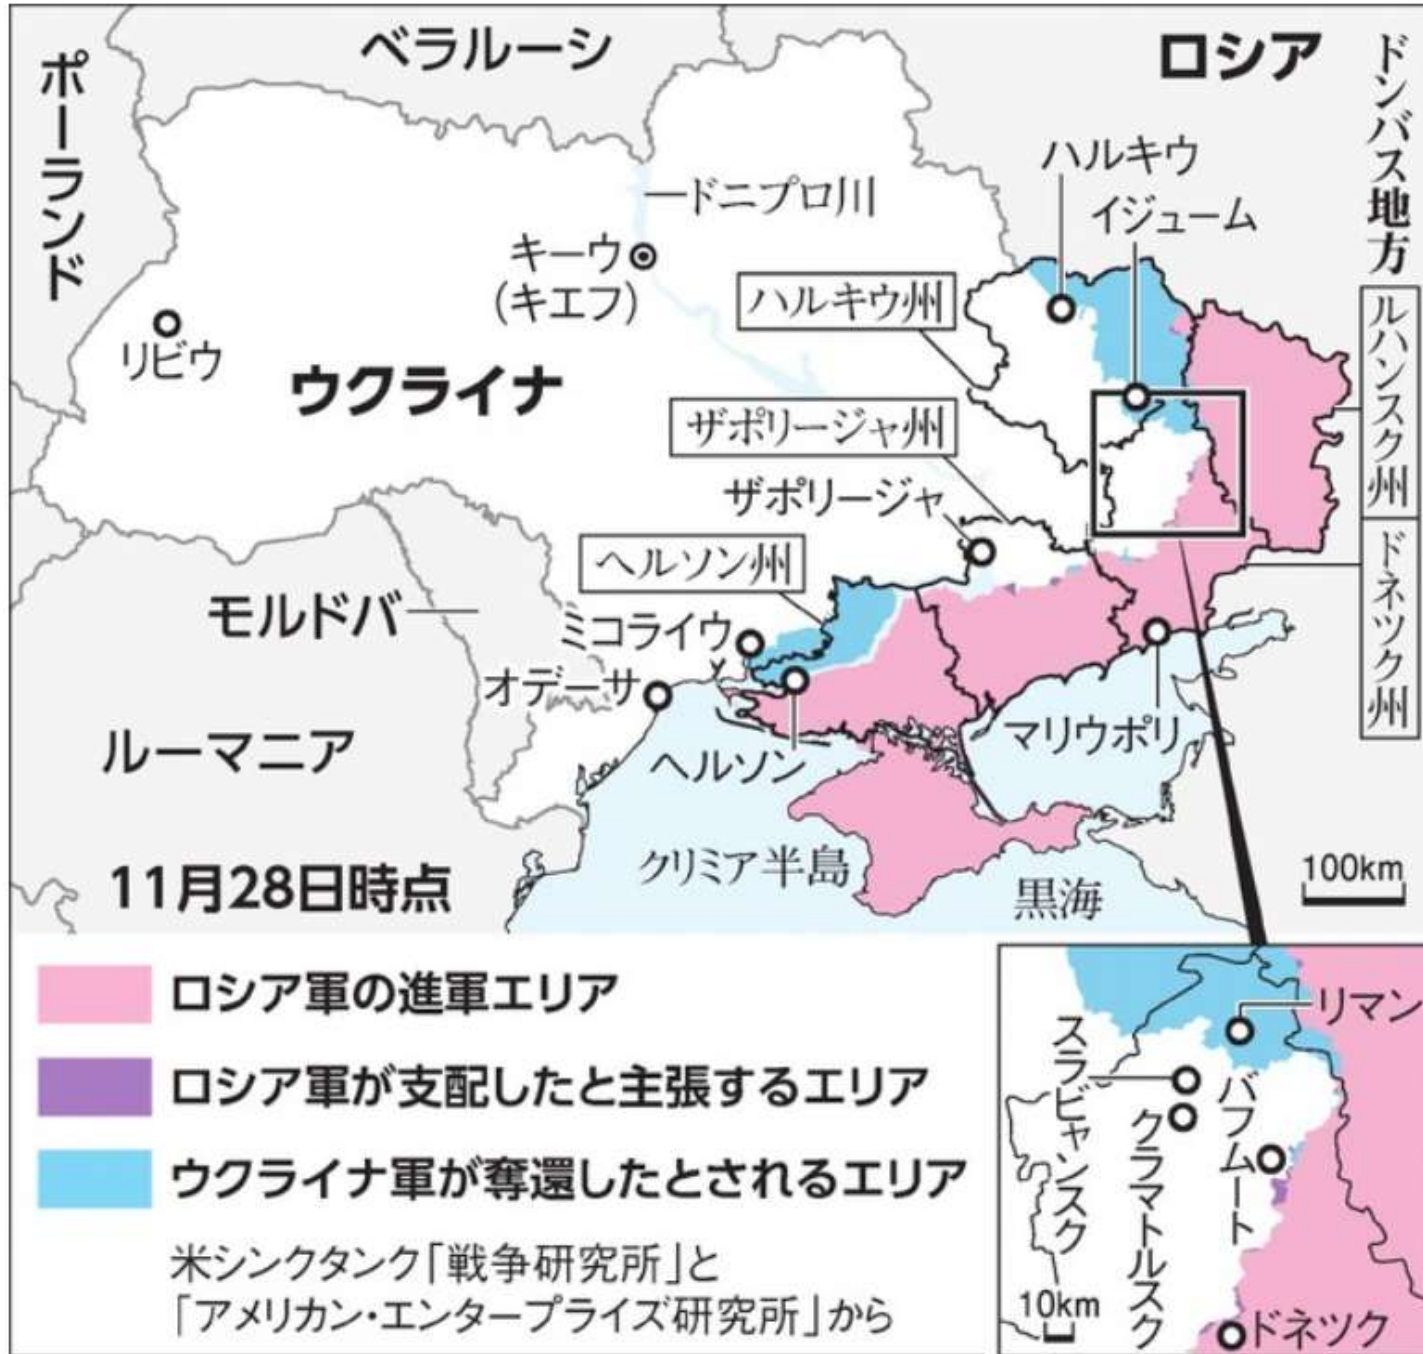 ベラルーシ
ロシア
ポーランド
ドンバス地方
ハルキウ
イジューム
ドニプロ川
キーウ
(キエフ)
ハルキウ州
ルハンスク州
リビウ
ウクライナ
ザポリージャ州
ザポリージャ
ドネツク州
ヘルソン州
モルドバ
ミコライウ
オデーサ
マリウポリ
ルーマニア
ヘルソン
クリミア半島
黒海
100km
11月28日時点
ロシア軍の進軍エリア
ロシア軍が支配したと主張するエリア
ウクライナ軍が奪還したとされるエリア
米シンクタンク「戦争研究所」と
「アメリカン・エンタープライズ研究所」から
リマン
スラビャンスク
クラマトルスク
バフムート
10km
ドネツク